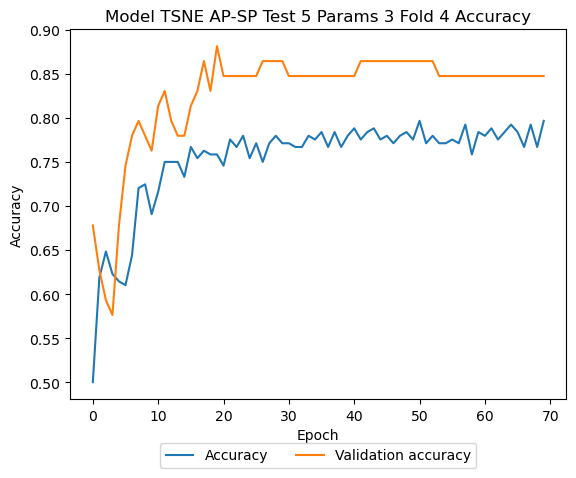 Model TSNE AP-SP Test 5 Params 3 Fold 4 Accuracy
0.90
0.85
0.80
0.75
0.70
0.65
0.60
0.55
0.50
Accuracy
0 10 20 30 40 50 60 70
Epoch
Accuracy Validation accuracy